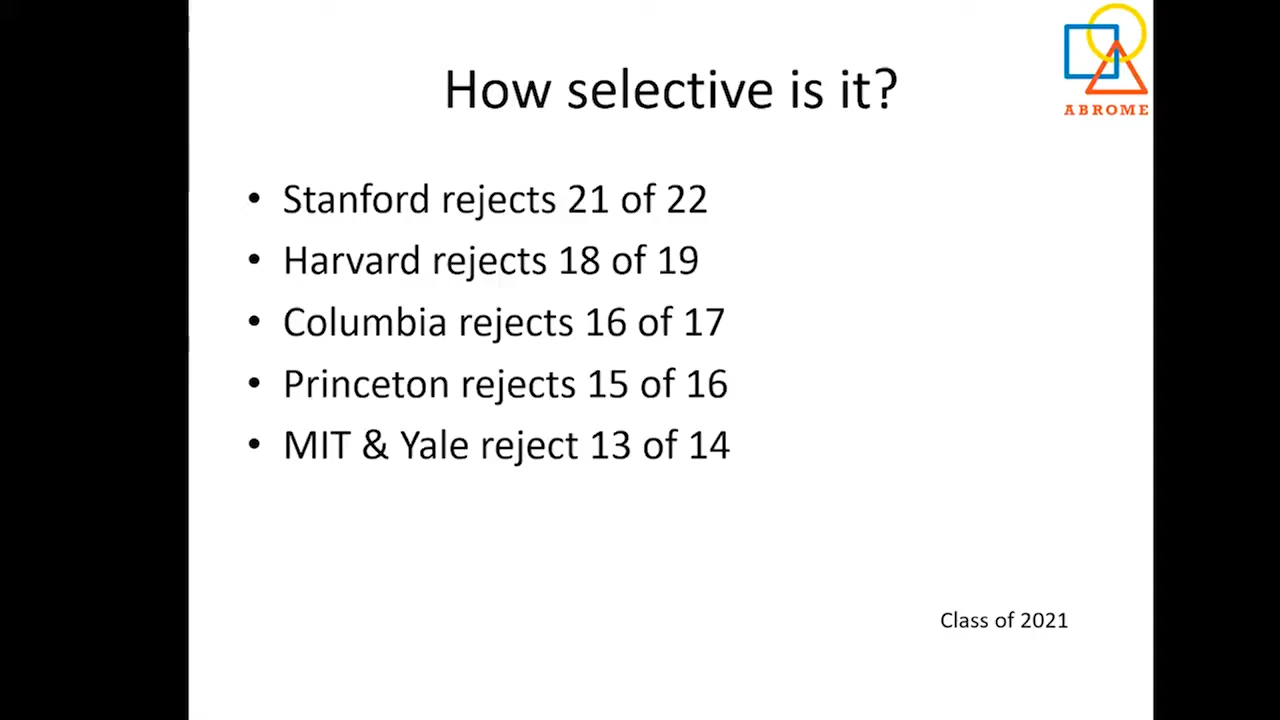 ABROME
How selective is it?
• Stanford rejects 21 of 22
• Harvard rejects 18 of 19
• Columbia rejects 16 of 17
• Princeton rejects 15 of 16
• MIT & Yale reject 13 of 14
Class of 2021